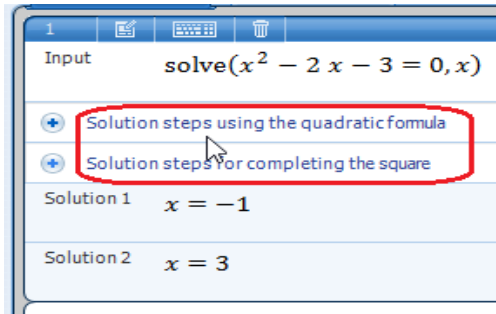 1
Input solve(x² − 2 x − 3 = 0, x)
Solution steps using the quadratic formula
Solution steps for completing the square
Solution 1 x = −1
Solution 2 x = 3